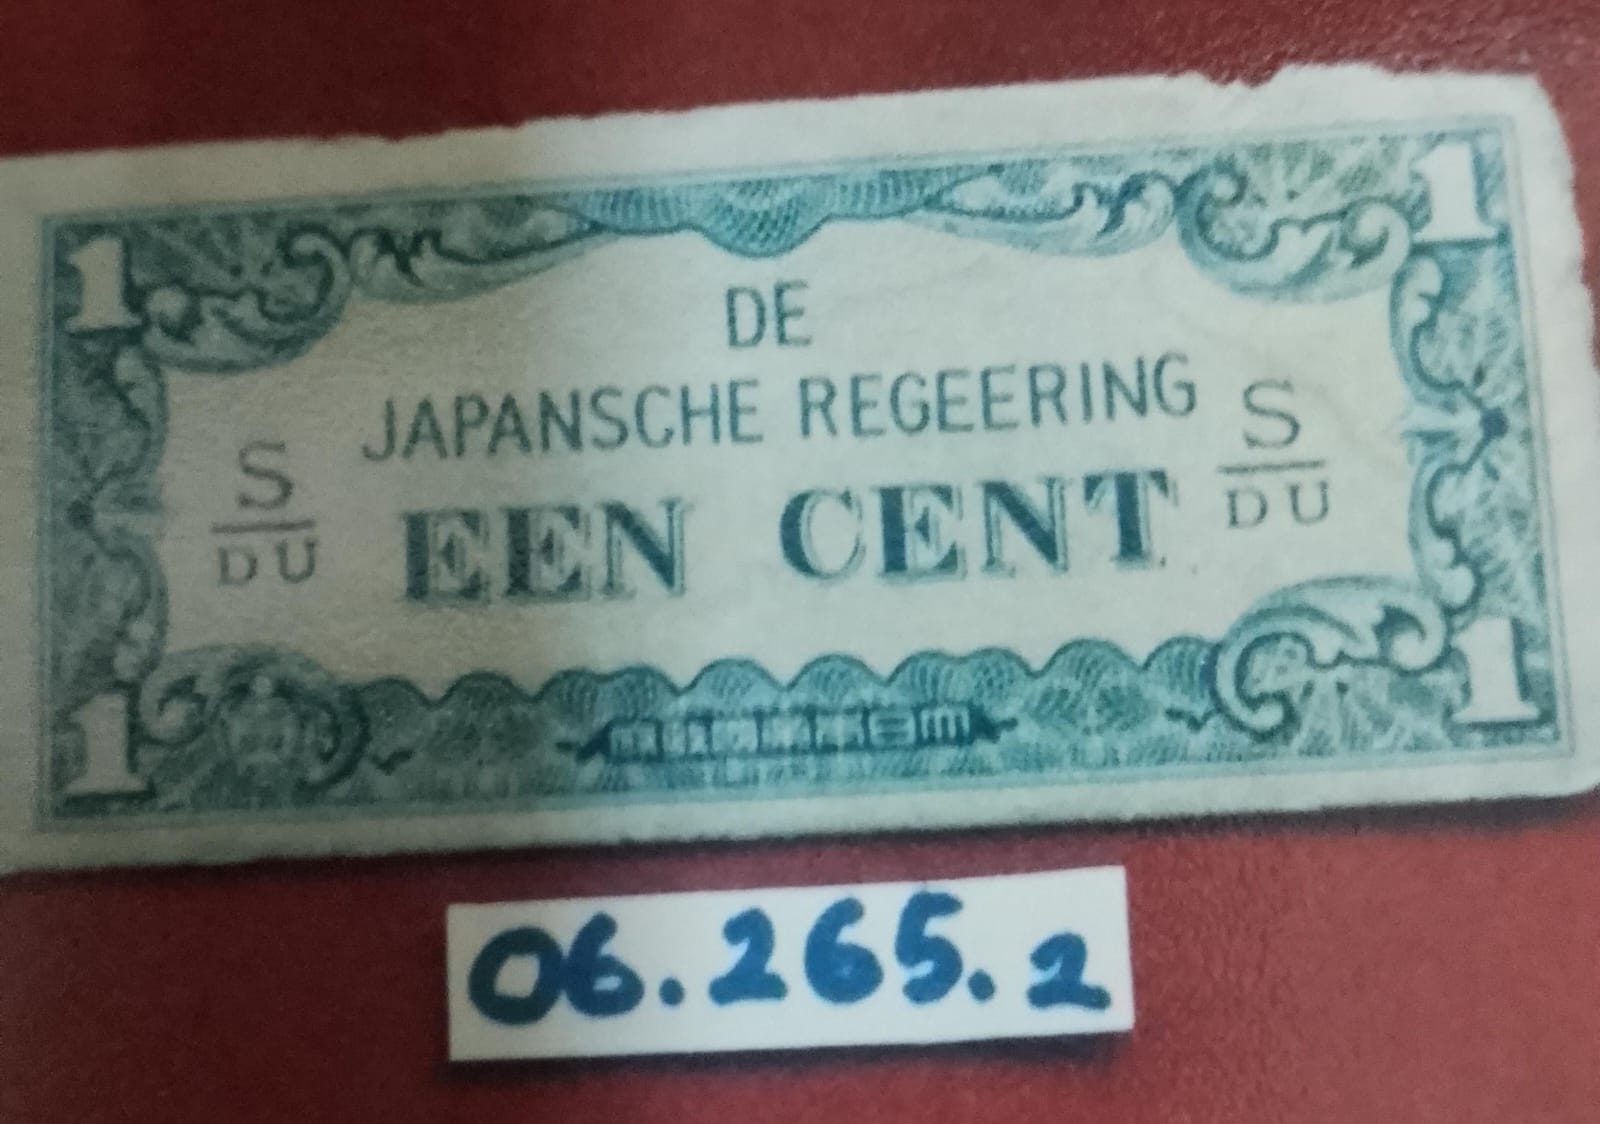 1 1
DE
JAPANSCHE REGEERING
S S
DU DU
EEN CENT
1 1
06.265.2